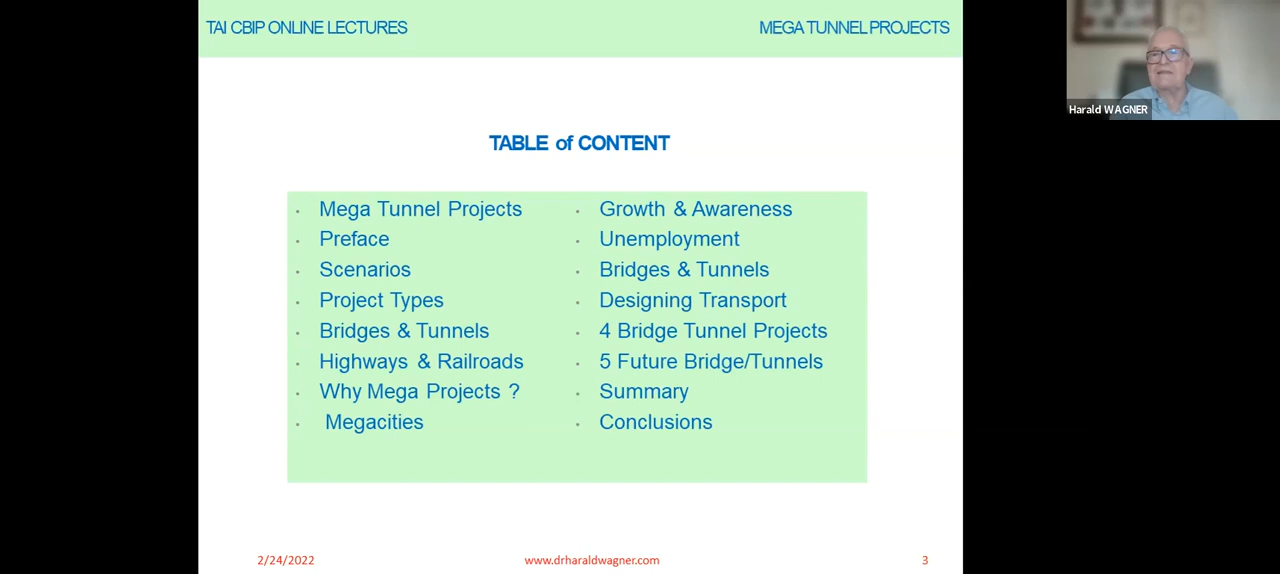 TAI CBIP ONLINE LECTURES
MEGA TUNNEL PROJECTS
Harald WAGNER
TABLE of CONTENT
Mega Tunnel Projects
Preface
Scenarios
Project Types
Bridges & Tunnels
Highways & Railroads
Why Mega Projects ?
Megacities
Growth & Awareness
Unemployment
Bridges & Tunnels
Designing Transport
4 Bridge Tunnel Projects
5 Future Bridge/Tunnels
Summary
Conclusions
2/24/2022
www.drharaldwagner.com
3